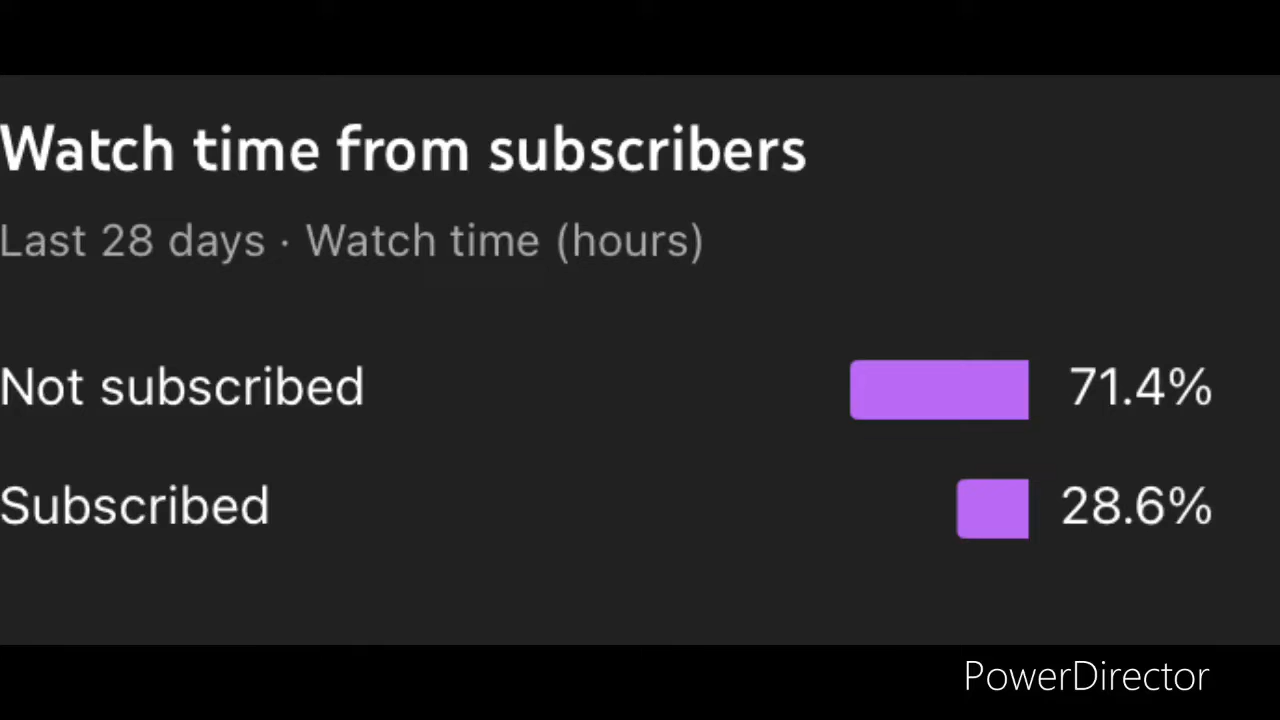 Watch time from subscribers
Last 28 days · Watch time (hours)
Not subscribed 71.4%
Subscribed 28.6%
PowerDirector